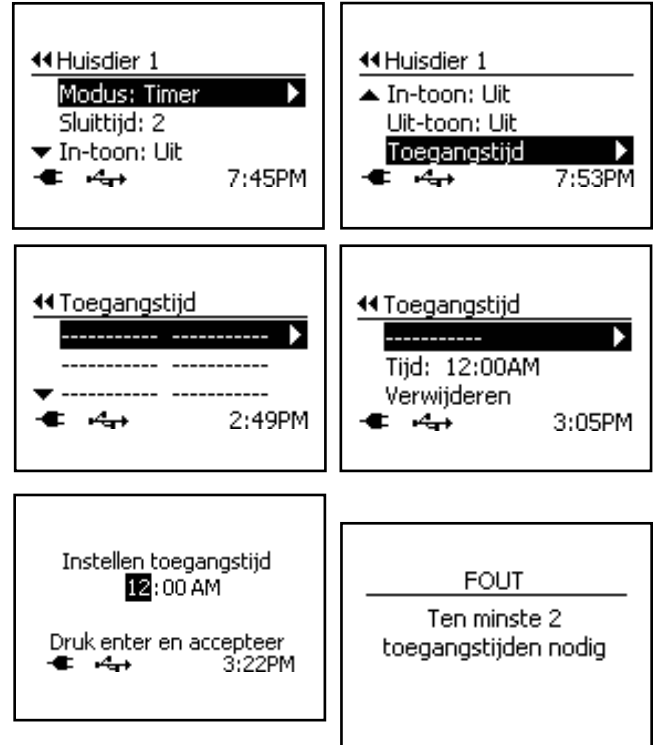 Huisdier 1
Modus: Timer
Sluittijd: 2
In-toon: Uit
7:45PM
Huisdier 1
In-toon: Uit
Uit-toon: Uit
Toegangstijd
7:53PM
Toegangstijd
----------- -----------
----------- -----------
----------- -----------
2:49PM
Toegangstijd
-----------
Tijd: 12:00AM
Verwijderen
3:05PM
Instellen toegangstijd
12:00 AM
Druk enter en accepteer
3:22PM
FOUT
Ten minste 2
toegangstijden nodig